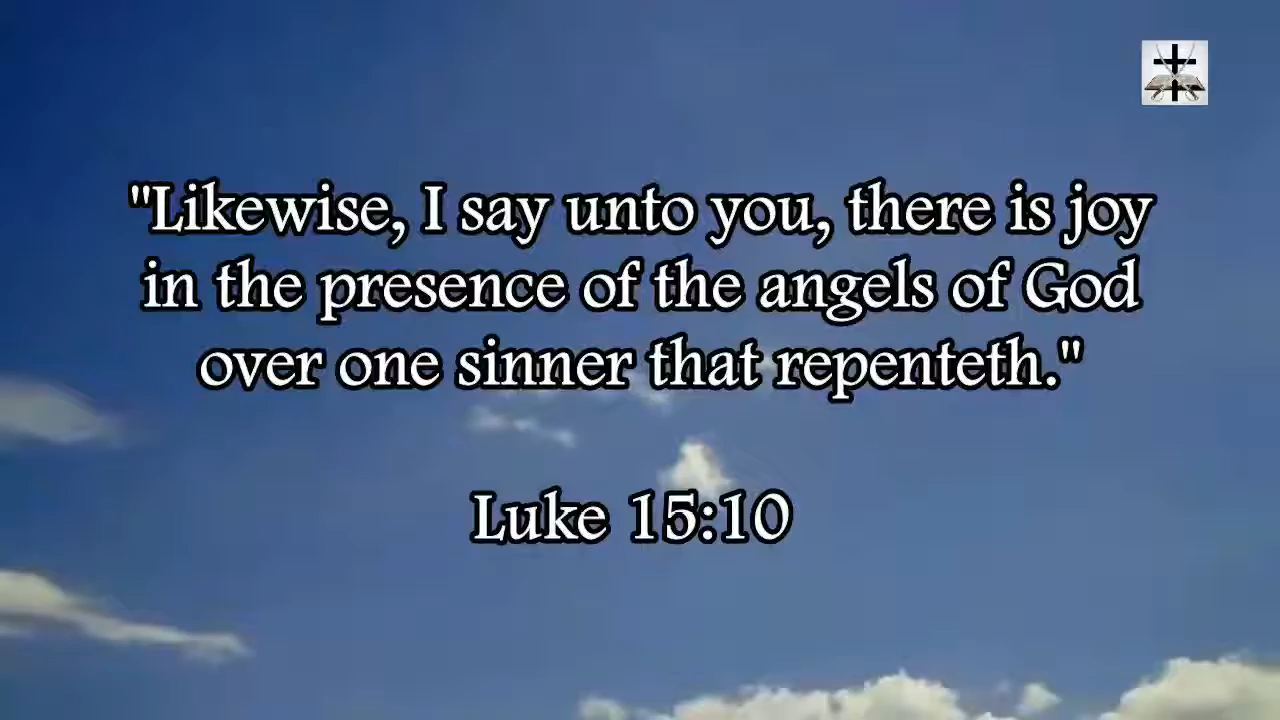 "Likewise, I say unto you, there is joy
in the presence of the angels of God
over one sinner that repenteth."
Luke 15:10